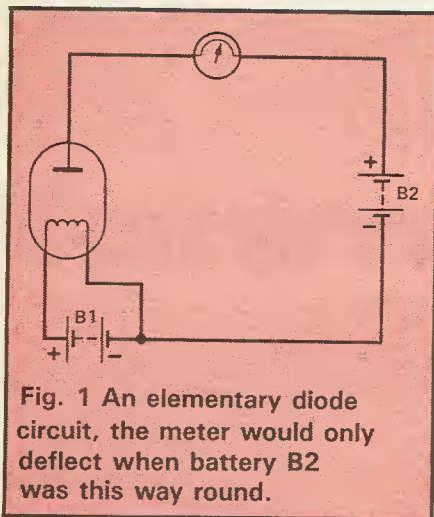 +
B2
-
B1
+ -
Fig. 1 An elementary diode
circuit, the meter would only
deflect when battery B2
was this way round.